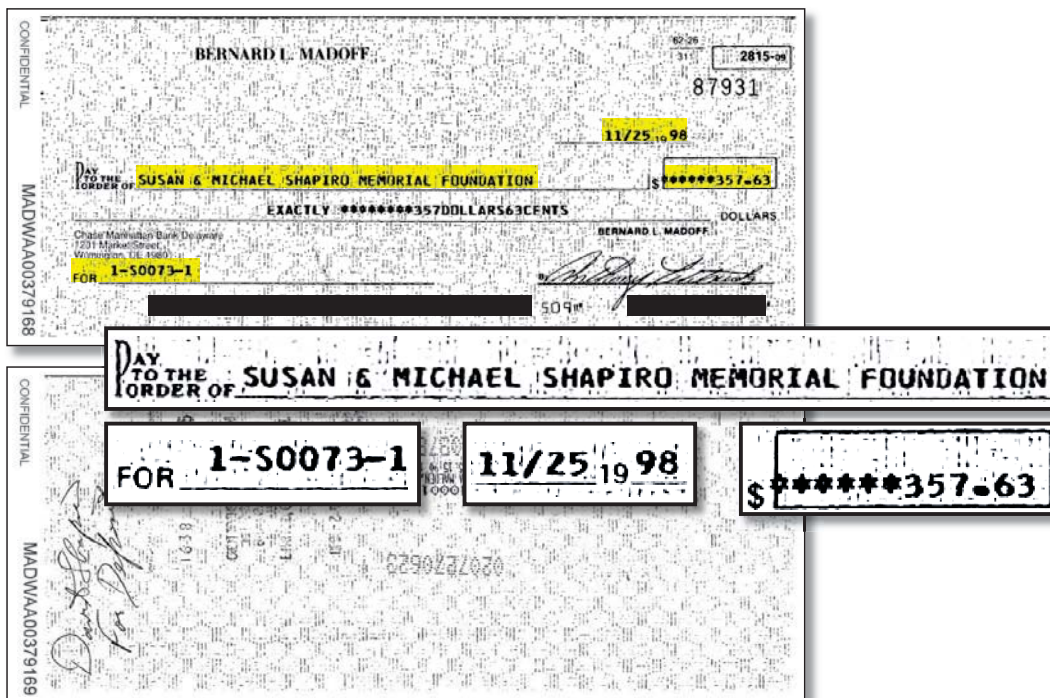 CONFIDENTIAL
BERNARD L. MADOFF
62-26
311
2815-09
87931
11/25 19 98
PAY TO THE ORDER OF SUSAN & MICHAEL SHAPIRO MEMORIAL FOUNDATION $******357.63
EXACTLY ********357DOLLARS63CENTS DOLLARS
Chase Manhattan Bank Delaware
1201 Market Street
Wilmington, DE 1980
BERNARD L. MADOFF
FOR 1-S0073-1
By
509
MADWAA00379168
PAY TO THE ORDER OF SUSAN & MICHAEL SHAPIRO MEMORIAL FOUNDATION
FOR 1-S0073-1
11/25 19 98
$******357.63
CONFIDENTIAL
MADWAA00379169